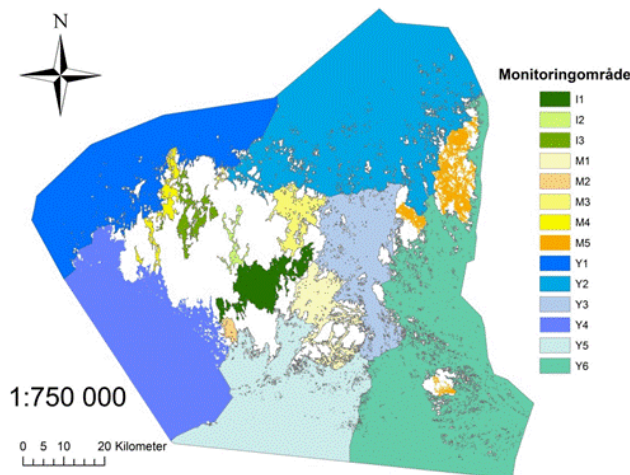 N
Monitoringområde
I1
I2
I3
M1
M2
M3
M4
M5
Y1
Y2
Y3
Y4
Y5
Y6
1:750 000
0 5 10 20 Kilometer